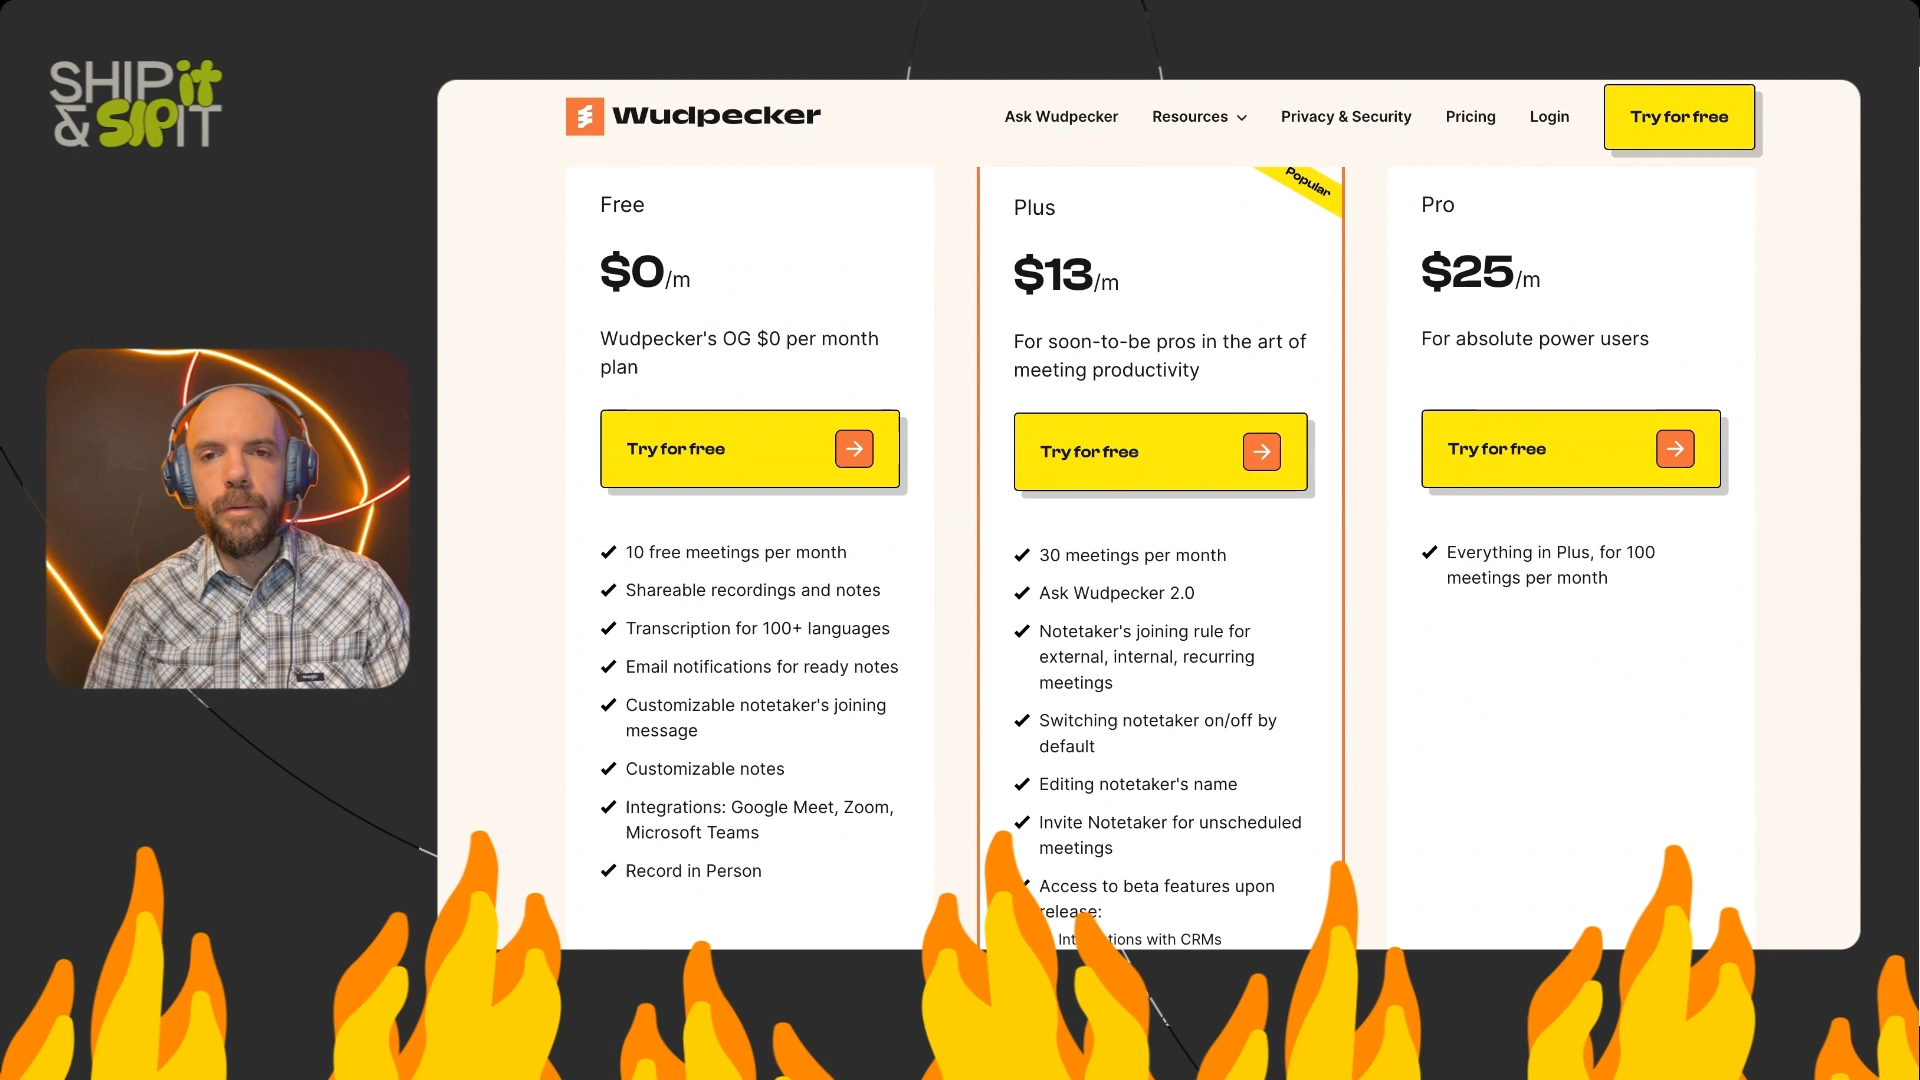 SHIP it
& SIP IT
Wudpecker
Ask Wudpecker
Resources
Privacy & Security
Pricing
Login
Try for free
Free
$0/m
Wudpecker's OG $0 per month
plan
Try for free
10 free meetings per month
Shareable recordings and notes
Transcription for 100+ languages
Email notifications for ready notes
Customizable notetaker's joining
message
Customizable notes
Integrations: Google Meet, Zoom,
Microsoft Teams
Record in Person
Popular
Plus
$13/m
For soon-to-be pros in the art of
meeting productivity
Try for free
30 meetings per month
Ask Wudpecker 2.0
Notetaker's joining rule for
external, internal, recurring
meetings
Switching notetaker on/off by
default
Editing notetaker's name
Invite Notetaker for unscheduled
meetings
Access to beta features upon
release:
with CRMs
Pro
$25/m
For absolute power users
Try for free
Everything in Plus, for 100
meetings per month